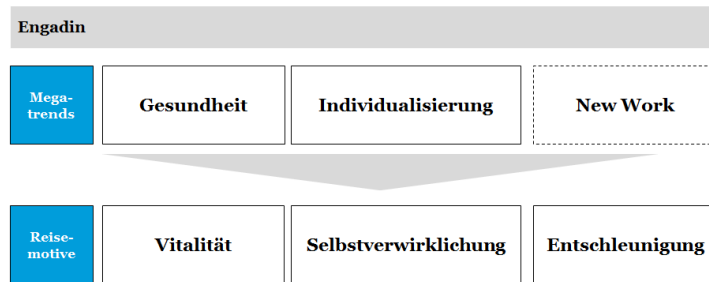 Engadin
Mega-
trends
Gesundheit
Individualisierung
New Work
Reise-
motive
Vitalität
Selbstverwirklichung
Entschleunigung